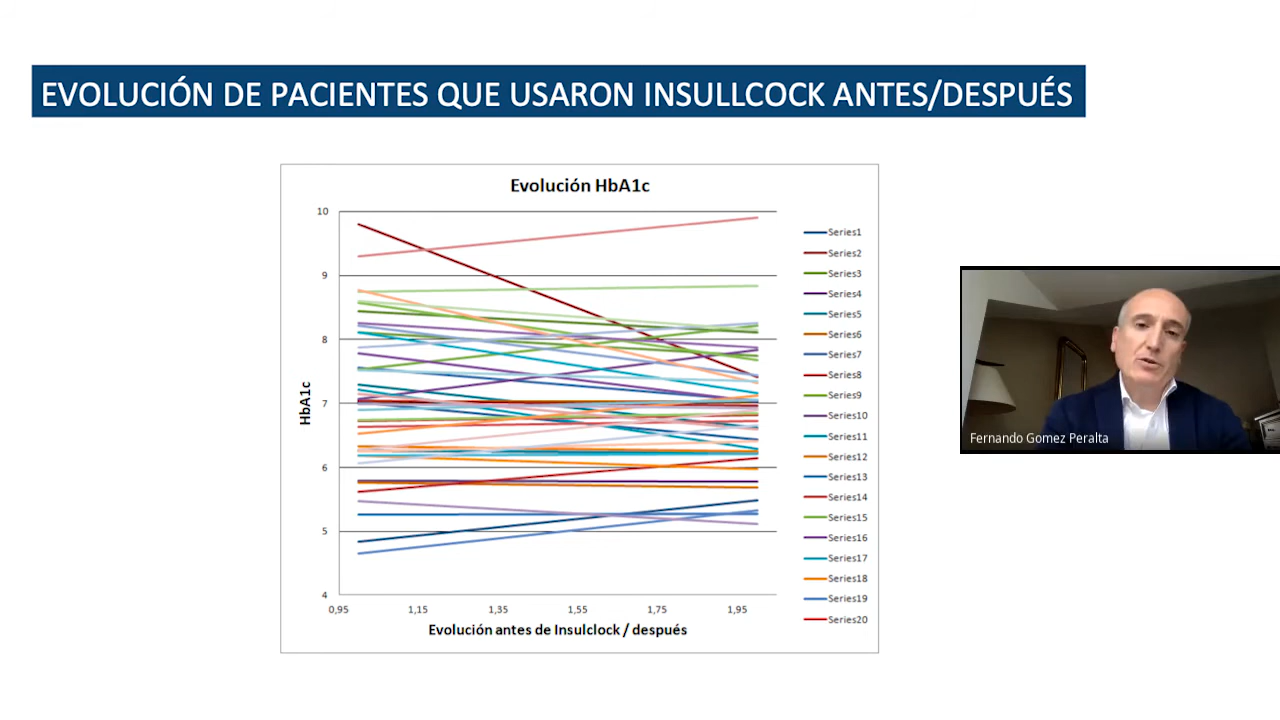 EVOLUCIÓN DE PACIENTES QUE USARON INSULLCOCK ANTES/DESPUÉS
Evolución HbA1c
HbA1c
10
9
8
7
6
5
4
0,95
1,15
1,35
1,55
1,75
1,95
Evolución antes de Insulclock / después
Series1
Series2
Series3
Series4
Series5
Series6
Series7
Series8
Series9
Series10
Series11
Series12
Series13
Series14
Series15
Series16
Series17
Series18
Series19
Series20
Fernando Gomez Peralta